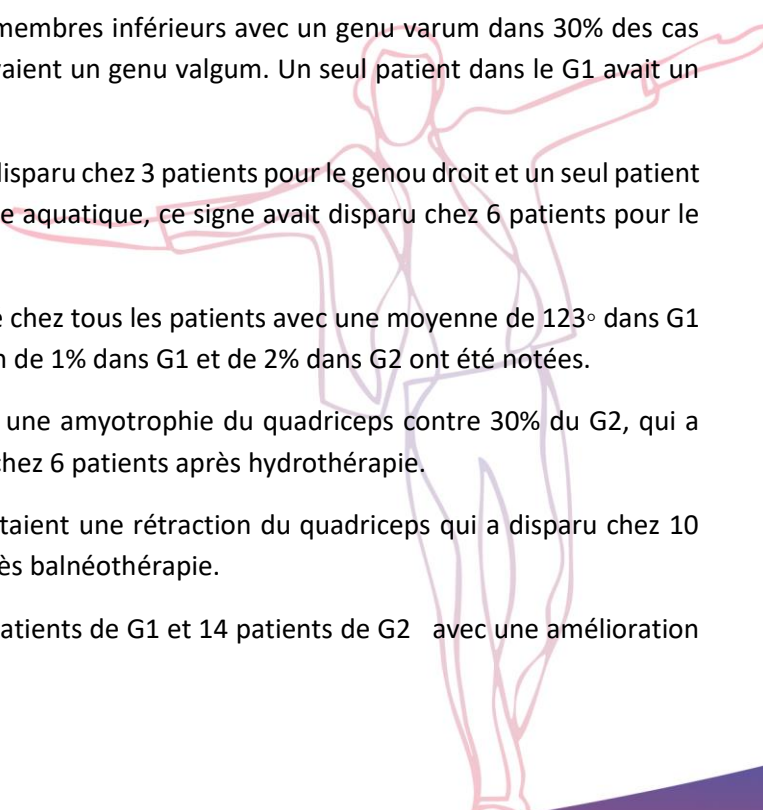 membres inférieurs avec un genu varum dans 30% des cas
aient un genu valgum. Un seul patient dans le G1 avait un
disparu chez 3 patients pour le genou droit et un seul patient
e aquatique, ce signe avait disparu chez 6 patients pour le
chez tous les patients avec une moyenne de 123◦ dans G1
n de 1% dans G1 et de 2% dans G2 ont été notées.
une amyotrophie du quadriceps contre 30% du G2, qui a
chez 6 patients après hydrothérapie.
taient une rétraction du quadriceps qui a disparu chez 10
ès balnéothérapie.
atients de G1 et 14 patients de G2 avec une amélioration